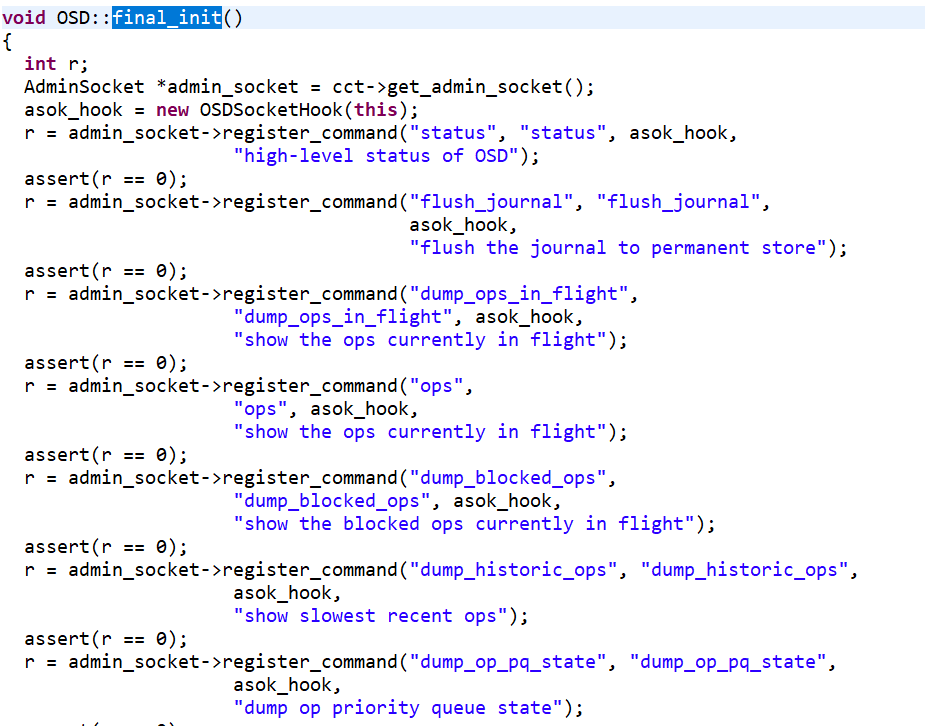 void OSD::final_init()
{
  int r;
  AdminSocket *admin_socket = cct->get_admin_socket();
  asok_hook = new OSDSocketHook(this);
  r = admin_socket->register_command("status", "status", asok_hook,
                     "high-level status of OSD");
  assert(r == 0);
  r = admin_socket->register_command("flush_journal", "flush_journal",
                                     asok_hook,
                                     "flush the journal to permanent store");
  assert(r == 0);
  r = admin_socket->register_command("dump_ops_in_flight",
                     "dump_ops_in_flight", asok_hook,
                     "show the ops currently in flight");
  assert(r == 0);
  r = admin_socket->register_command("ops",
                     "ops", asok_hook,
                     "show the ops currently in flight");
  assert(r == 0);
  r = admin_socket->register_command("dump_blocked_ops",
                     "dump_blocked_ops", asok_hook,
                     "show the blocked ops currently in flight");
  assert(r == 0);
  r = admin_socket->register_command("dump_historic_ops", "dump_historic_ops",
                     asok_hook,
                     "show slowest recent ops");
  assert(r == 0);
  r = admin_socket->register_command("dump_op_pq_state", "dump_op_pq_state",
                     asok_hook,
                     "dump op priority queue state");